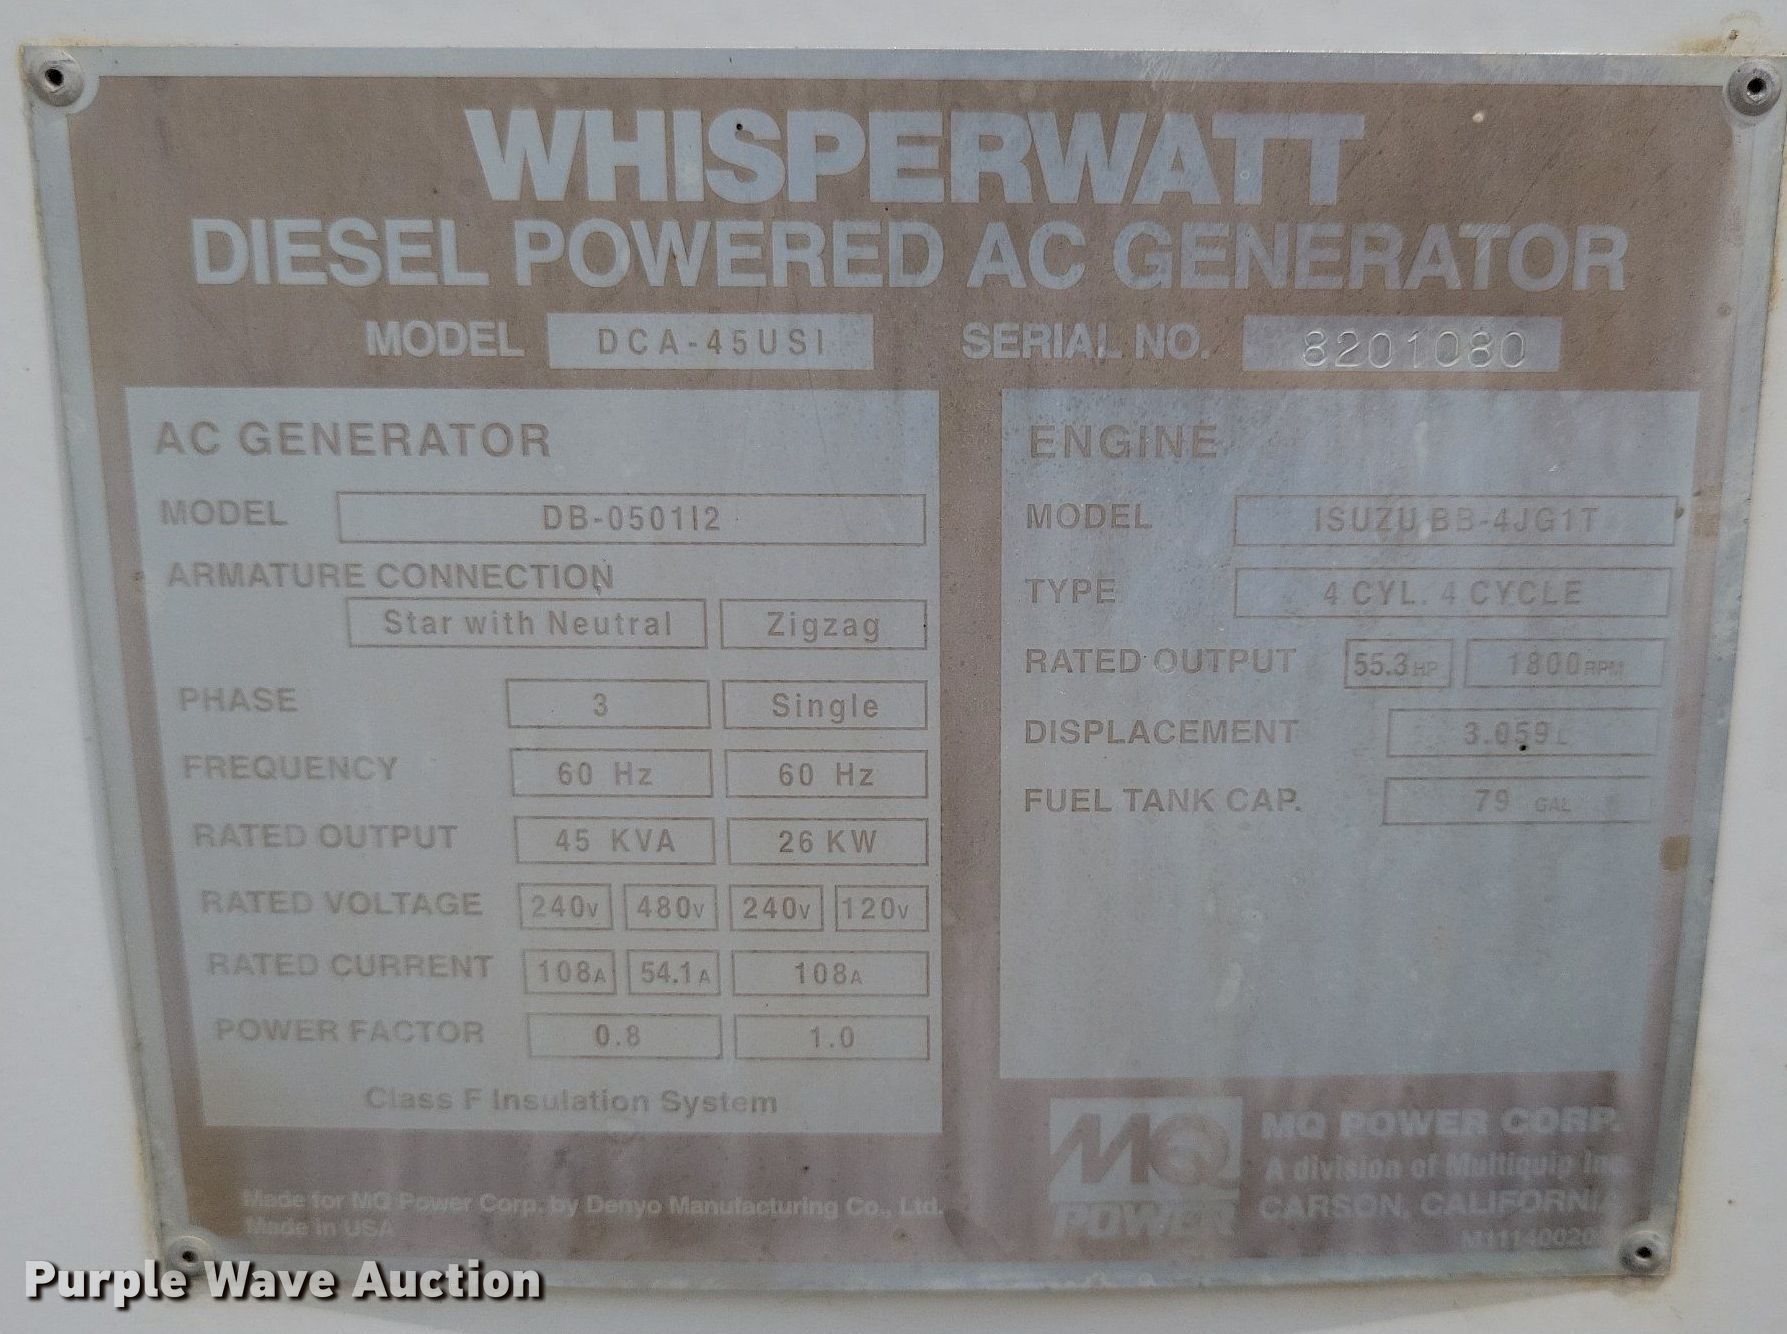 WHISPERWATT
DIESEL POWERED AC GENERATOR
MODEL DCA-45USI SERIAL NO. 8201080
AC GENERATOR
MODEL DB-0501I2
ARMATURE CONNECTION
Star with Neutral Zigzag
PHASE 3 Single
FREQUENCY 60 Hz 60 Hz
RATED OUTPUT 45 KVA 26 KW
RATED VOLTAGE 240V 480V 240V 120V
RATED CURRENT 108A 54.1A 108A
POWER FACTOR 0.8 1.0
Class F Insulation System
ENGINE
MODEL ISUZU BB-4JG1T
TYPE 4 CYL. 4 CYCLE
RATED OUTPUT 55.3 HP 1800 RPM
DISPLACEMENT 3.059 L
FUEL TANK CAP. 79 GAL
Made for MQ Power Corp. by Denyo Manufacturing Co., Ltd.
Made in USA
MQ
POWER
MQ POWER CORP.
A division of Multiquip Inc.
CARSON, CALIFORNIA
Purple Wave Auction